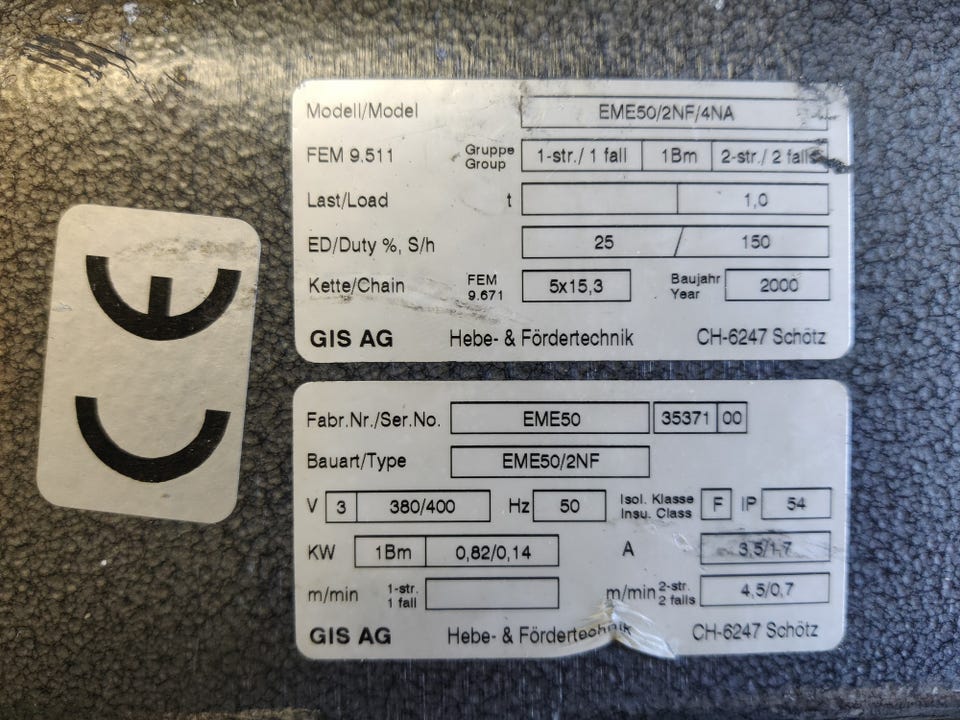 Modell/Model EME50/2NF/4NA
FEM 9.511 Gruppe Group 1-str./ 1 fall 1Bm 2-str./ 2 falls
Last/Load t 1,0
ED/Duty %, S/h 25 / 150
Kette/Chain FEM 9.671 5x15,3 Baujahr Year 2000
GIS AG Hebe- & Fördertechnik CH-6247 Schötz
CE
Fabr.Nr./Ser.No. EME50 35371 00
Bauart/Type EME50/2NF
V 3 380/400 Hz 50 Isol. Klasse Insu. Class F IP 54
KW 1Bm 0,82/0,14 A 3,5/1,7
m/min 1-str. 1 fall m/min 2-str. 2 falls 4,5/0,7
GIS AG Hebe- & Fördertechnik CH-6247 Schötz